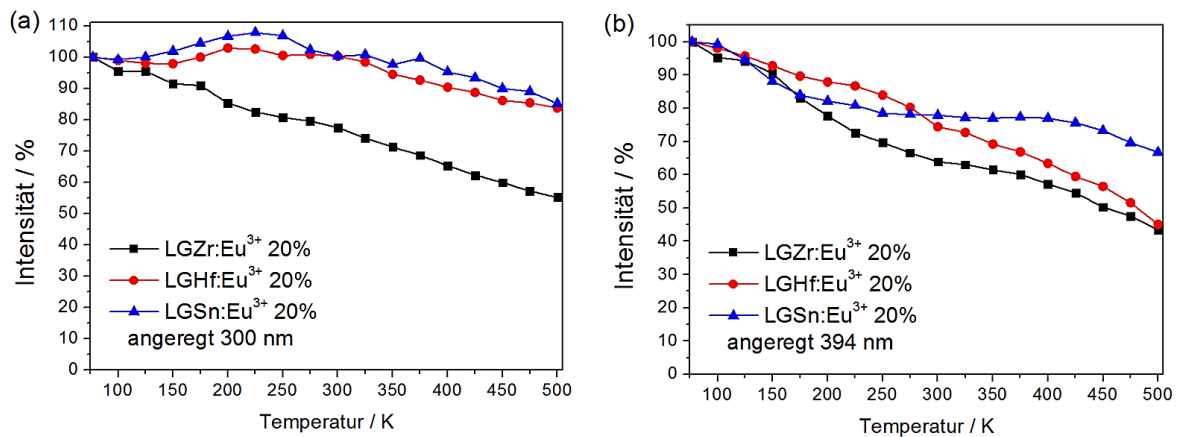 (a)
110
100
90
80
70
60
50
40
30
20
10
0
Intensität / %
LGZr:Eu³⁺ 20%
LGHf:Eu³⁺ 20%
LGSn:Eu³⁺ 20%
angeregt 300 nm
100 150 200 250 300 350 400 450 500
Temperatur / K
(b)
100
90
80
70
60
50
40
30
20
10
0
Intensität / %
LGZr:Eu³⁺ 20%
LGHf:Eu³⁺ 20%
LGSn:Eu³⁺ 20%
angeregt 394 nm
100 150 200 250 300 350 400 450 500
Temperatur / K